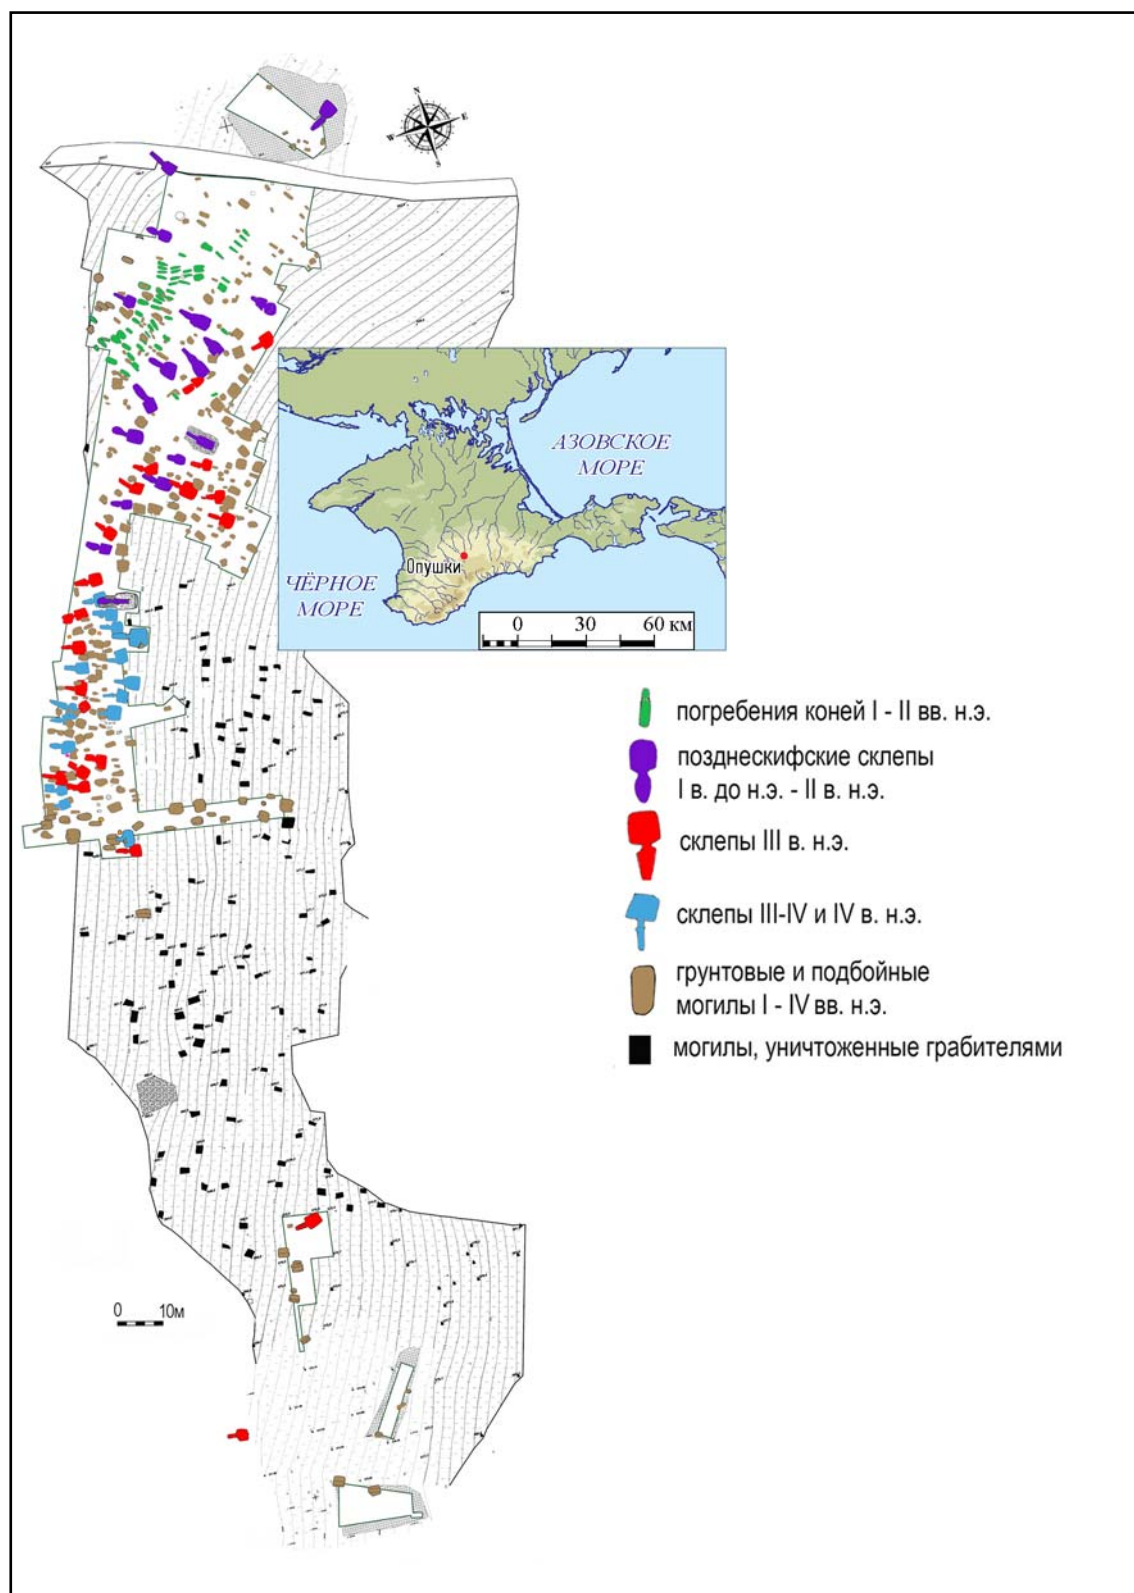 N
W
E
S
АЗОВСКОЕ
МОРЕ
Опушки
ЧЁРНОЕ
МОРЕ
0 30 60 км
погребения коней I - II вв. н.э.
позднескифские склепы
I в. до н.э. - II в. н.э.
склепы III в. н.э.
склепы III-IV и IV в. н.э.
грунтовые и подбойные
могилы I - IV вв. н.э.
могилы, уничтоженные грабителями
0 10м